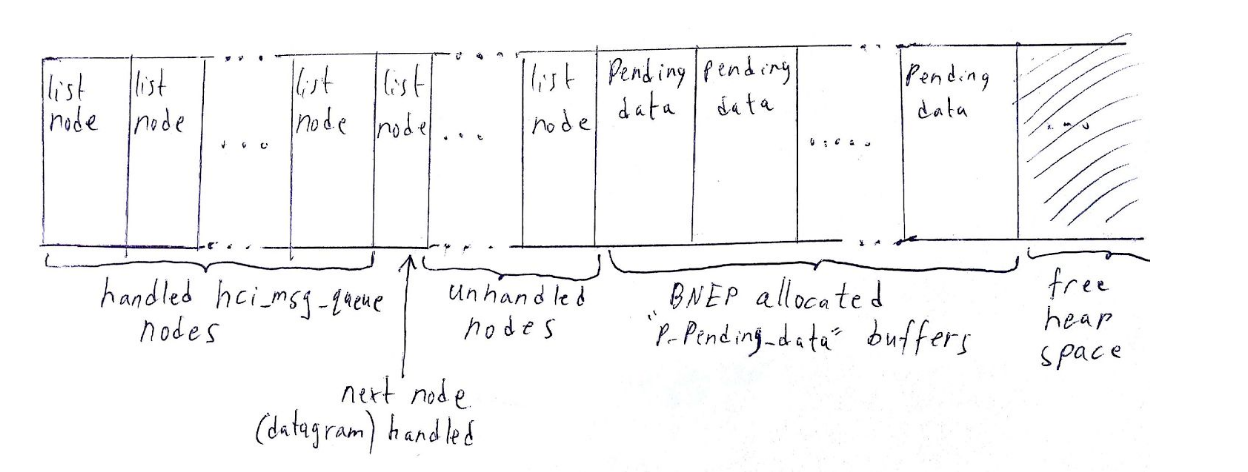 list
node
list
node
list
node
list
node
list
node
Pending
data
pending
data
Pending
data
handled hci_msg_queue
nodes
next node
(datagram) handled
unhandled
nodes
BNEP allocated
"P_Pending_data" buffers
free
heap
space